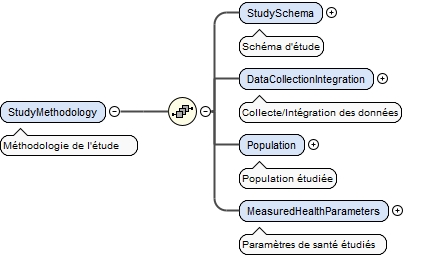 StudySchema
Schéma d'étude
DataCollectionIntegration
Collecte/Intégration des données
StudyMethodology
Méthodologie de l'étude
Population
Population étudiée
MeasuredHealthParameters
Paramètres de santé étudiés